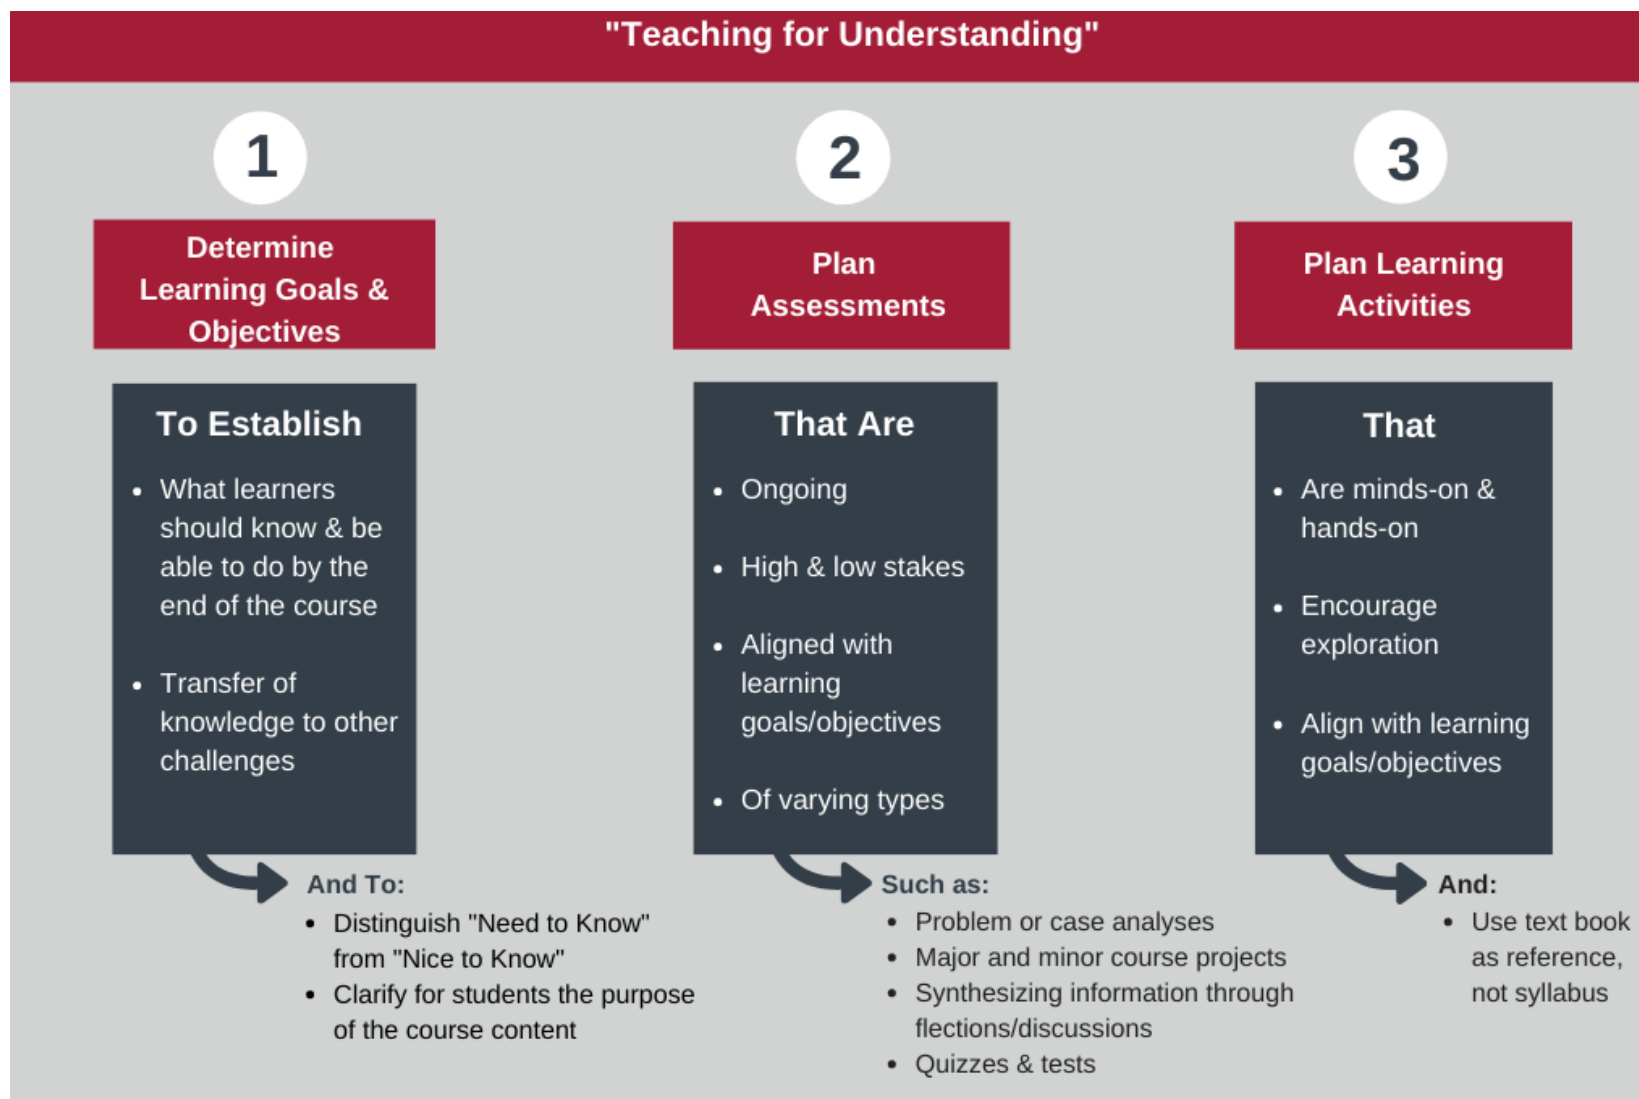 "Teaching for Understanding"
1
Determine
Learning Goals &
Objectives
To Establish
• What learners
should know & be
able to do by the
end of the course
• Transfer of
knowledge to other
challenges
And To:
• Distinguish "Need to Know"
from "Nice to Know"
• Clarify for students the purpose
of the course content
2
Plan
Assessments
That Are
• Ongoing
• High & low stakes
• Aligned with
learning
goals/objectives
• Of varying types
Such as:
• Problem or case analyses
• Major and minor course projects
• Synthesizing information through
flections/discussions
• Quizzes & tests
3
Plan Learning
Activities
That
• Are minds-on &
hands-on
• Encourage
exploration
• Align with learning
goals/objectives
And:
• Use text book
as reference,
not syllabus